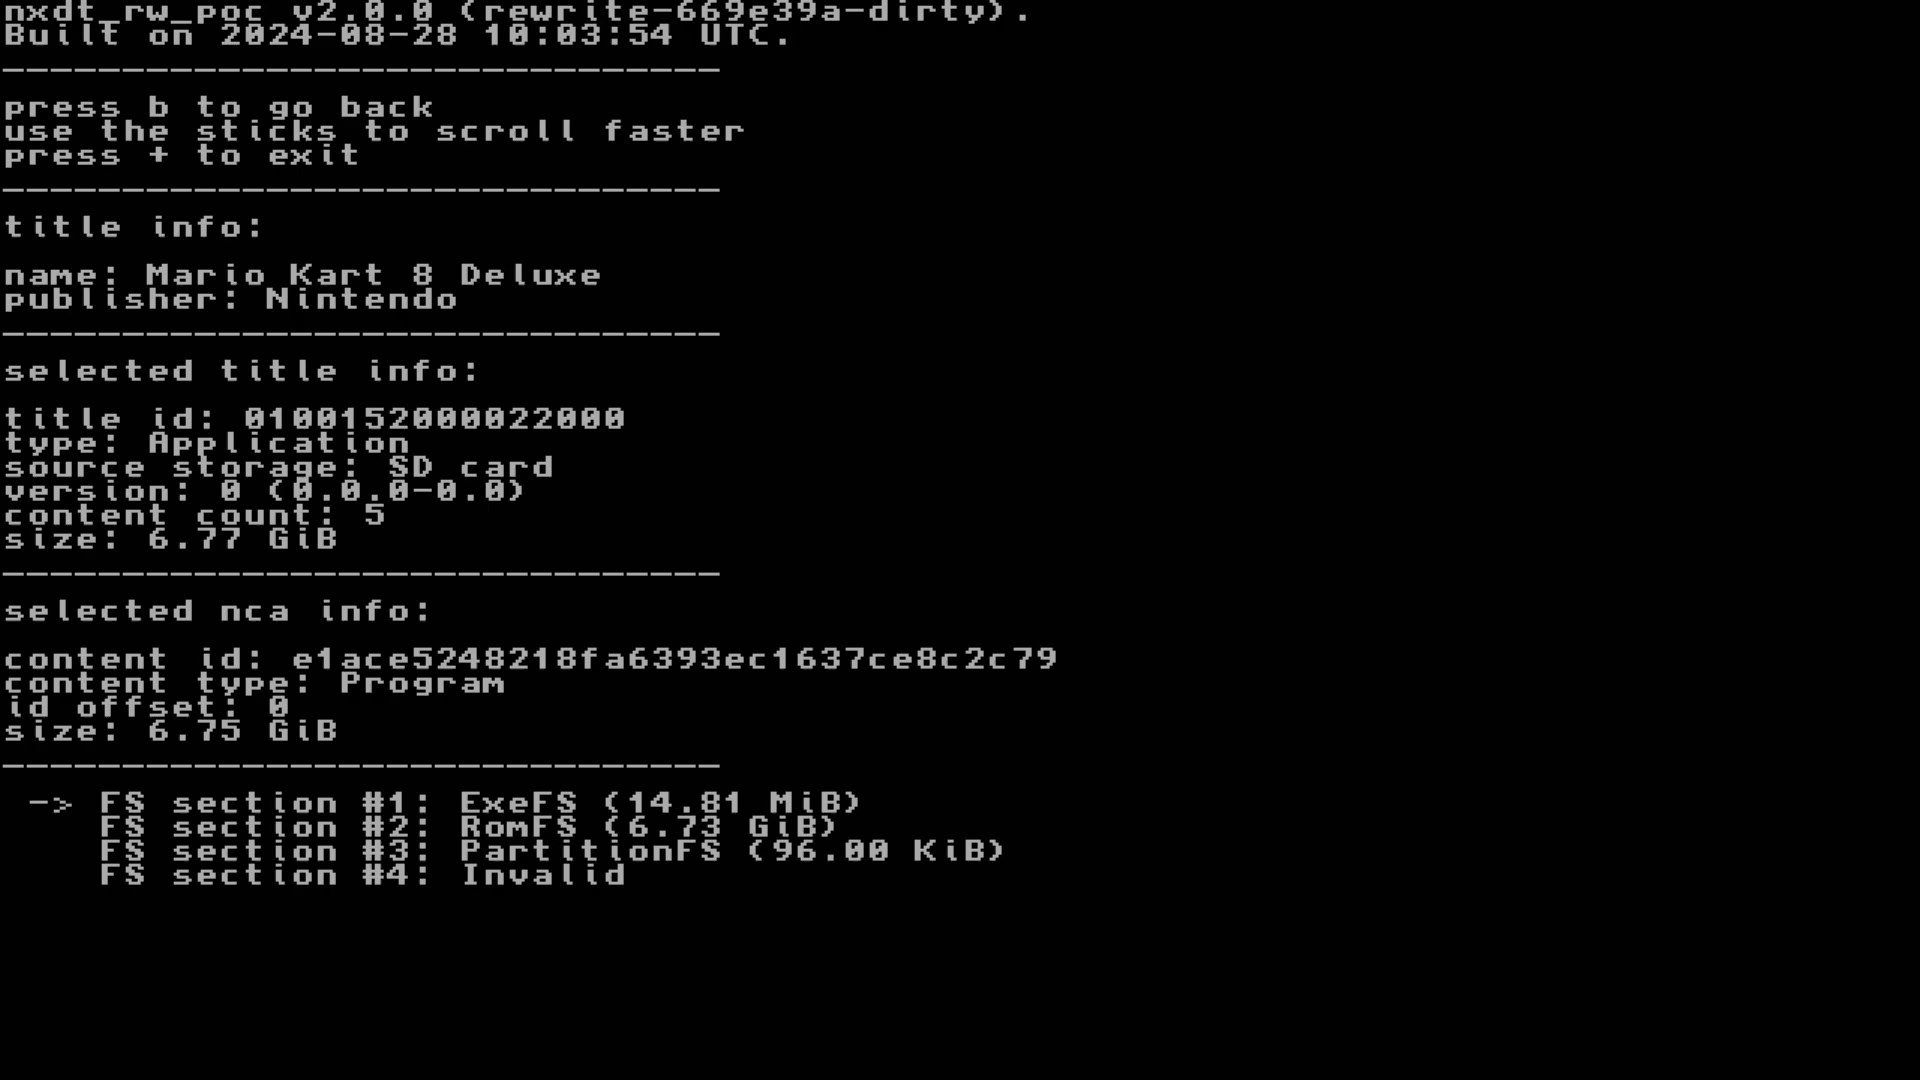 nxdt_rw_poc v2.0.0 (rewrite-669e39a-dirty).
Built on 2024-08-28 10:03:54 UTC.
------------------------------
press b to go back
use the sticks to scroll faster
press + to exit
------------------------------
title info:
name: Mario Kart 8 Deluxe
publisher: Nintendo
------------------------------
selected title info:
title id: 0100152000022000
type: Application
source storage: SD card
version: 0 (0.0.0-0.0)
content count: 5
size: 6.77 GiB
------------------------------
selected nca info:
content id: e1ace5248218fa6393ec1637ce8c2c79
content type: Program
id offset: 0
size: 6.75 GiB
------------------------------
-> FS section #1: ExeFS (14.81 MiB)
FS section #2: RomFS (6.73 GiB)
FS section #3: PartitionFS (96.00 KiB)
FS section #4: Invalid